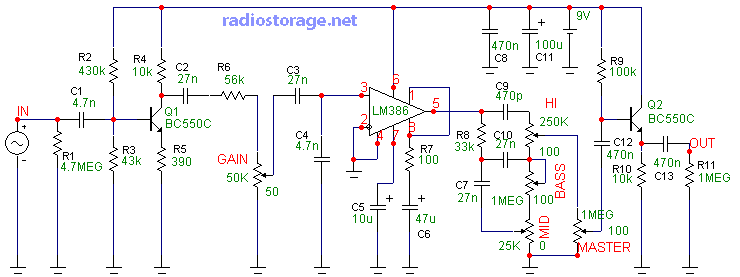 radiostorage.net
9V
R2
430k
R4
10k
C2
27n
R6
56k
C3
27n
6
C8
470n
C11
100u
+
R9
100k
IN
C1
4.7n
Q1
BC550C
3
LM386
1
5
C9
470p
HI
250K
Q2
BC550C
2
4
7
8
R1
4.7MEG
R3
43k
R5
390
GAIN
50K
50
C4
4.7n
R7
100
R8
33k
C10
27n
100
C12
470n
OUT
C7
27n
1MEG
100
BASS
R10
10k
470n
C13
R11
1MEG
C5
10u
+
47u
C6
+
25K
0
MID
1MEG
100
MASTER